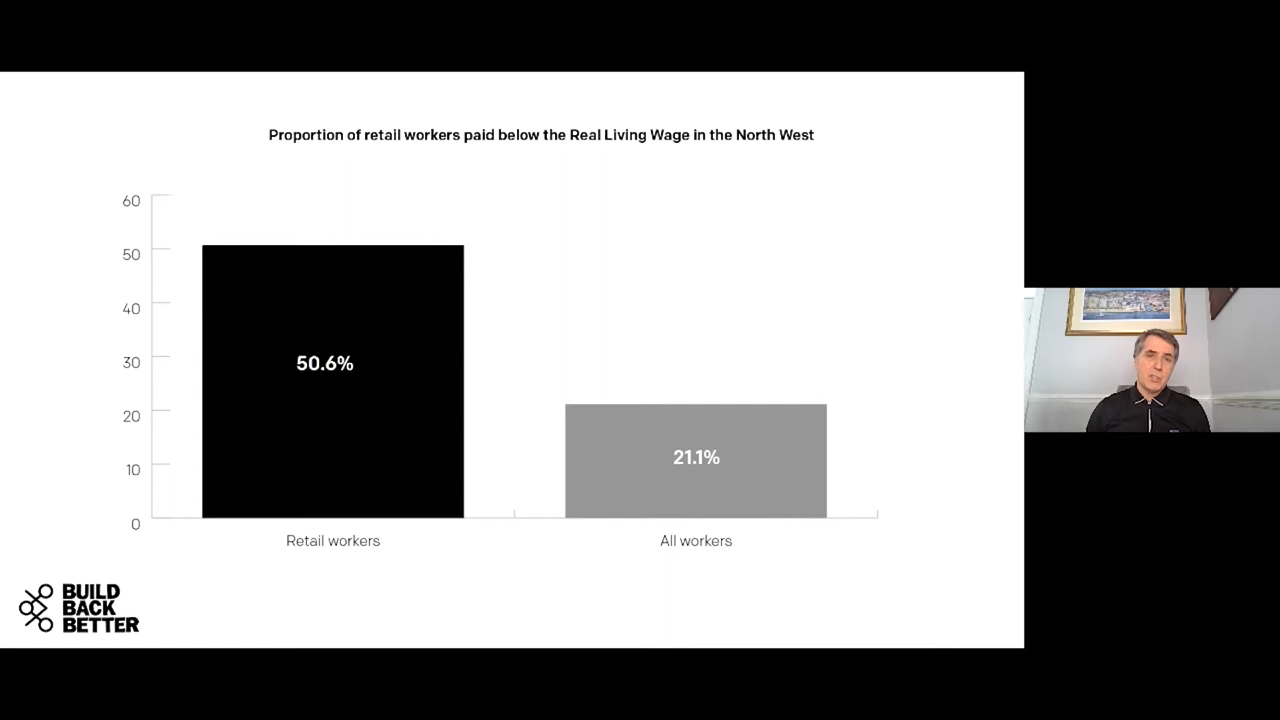 Proportion of retail workers paid below the Real Living Wage in the North West
60
50
40
30
20
10
0
50.6%
21.1%
Retail workers
All workers
BUILD
BACK
BETTER